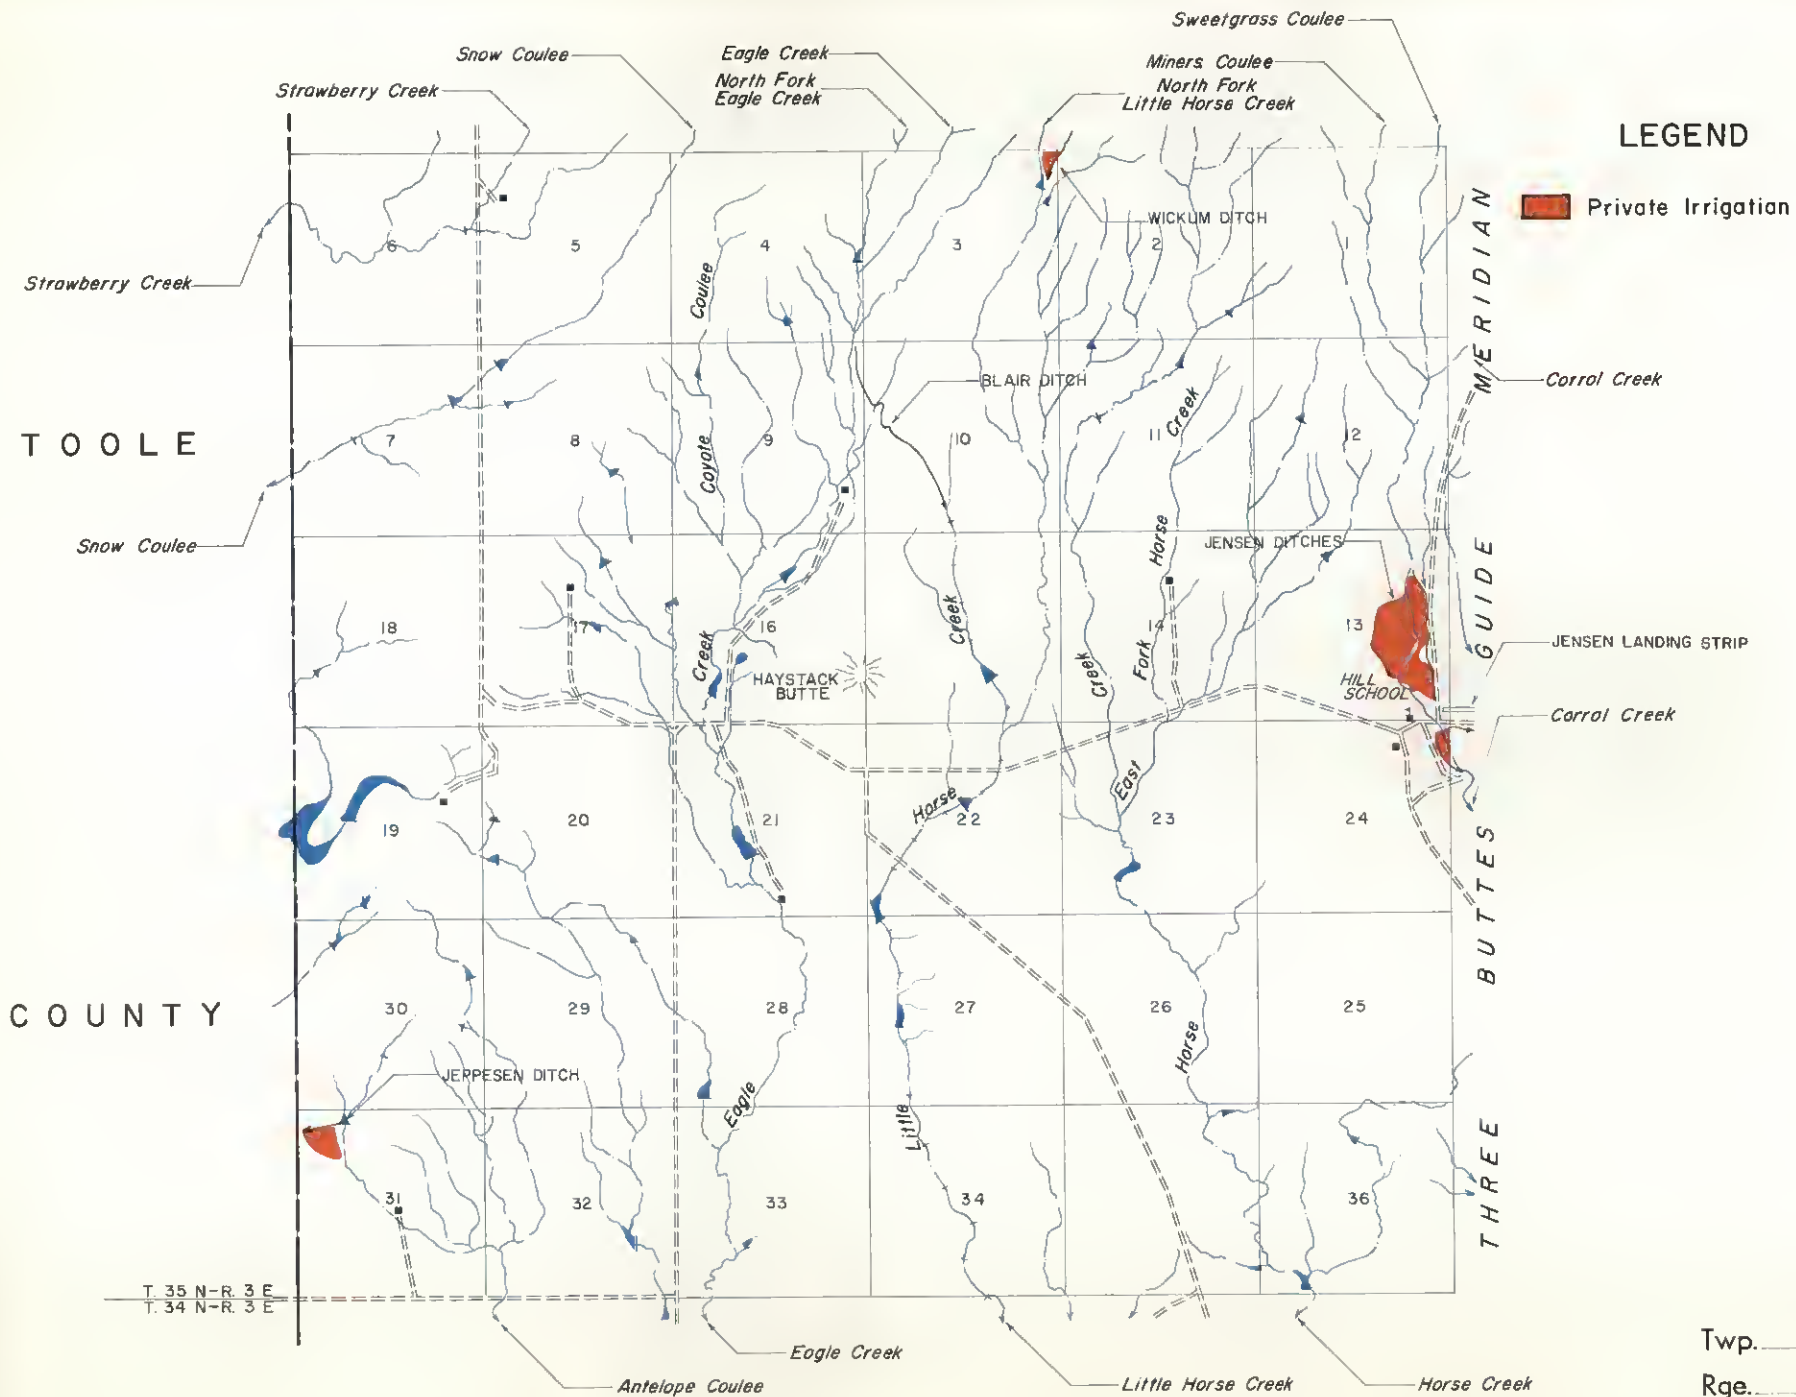 Sweetgrass Coulee
Snow Coulee
Eagle Creek
Miners Coulee
Strawberry Creek
North Fork
Eagle Creek
North Fork
Little Horse Creek
LEGEND
Private Irrigation
WICKUM DITCH
6
5
4
3
2
1
Strawberry Creek
Coulee
MERIDIAN
BLAIR DITCH
Corral Creek
TOOLE
7
8
Coyote
9
10
11
Creek
12
Snow Coulee
Horse
JENSEN DITCHES
GUIDE
18
17
16
Creek
14
13
JENSEN LANDING STRIP
Creek
HAYSTACK
BUTTE
Creek
Fork
HILL
SCHOOL
Corral Creek
East
Horse
19
20
21
22
23
24
BUTTES
COUNTY
30
29
28
27
26
25
Horse
JEPPESEN DITCH
Eagle
Little
THREE
31
32
33
34
36
T. 35 N-R. 3 E
T. 34 N-R. 3 E
Twp.
Eagle Creek
Antelope Coulee
Little Horse Creek
Horse Creek
Rge.